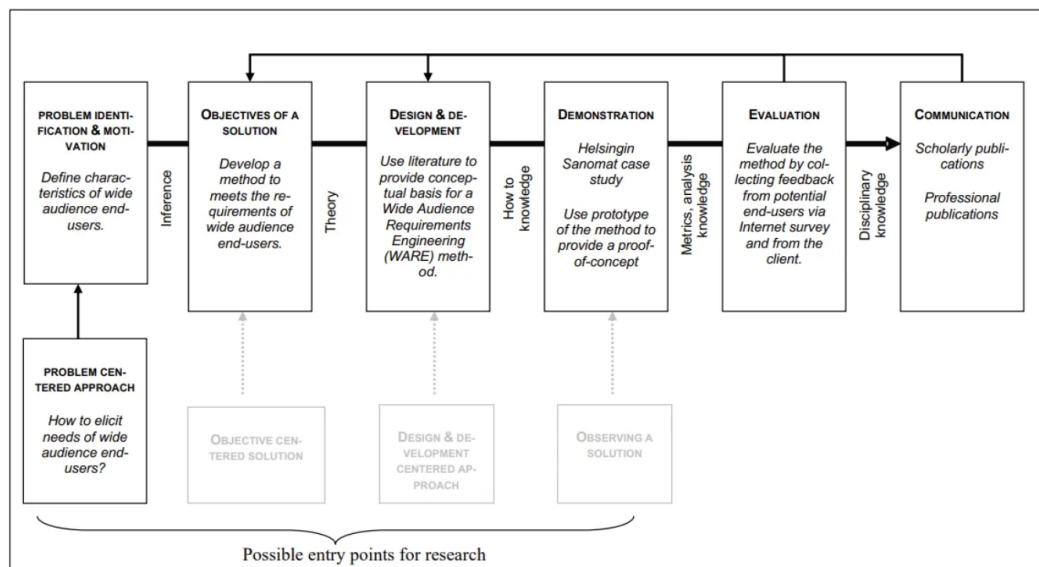 PROBLEM IDENTI-
FICATION & MOTI-
VATION
Define charac-
teristics of wide
audience end-
users.
Inference
OBJECTIVES OF A
SOLUTION
Develop a
method to
meets the re-
quirements of
wide audience
end-users.
Theory
DESIGN & DE-
VELOPMENT
Use literature to
provide concep-
tual basis for a
Wide Audience
Requirements
Engineering
(WARE) meth-
od.
How to
knowledge
DEMONSTRATION
Helsingin
Sanomat case
study
Use prototype
of the method to
provide a proof-
of-concept
Metrics, analysis
knowledge
EVALUATION
Evaluate the
method by col-
lecting feedback
from potential
end-users via
Internet survey
and from the
client.
Disciplinary
knowledge
COMMUNICATION
Scholarly publi-
cations
Professional
publications
PROBLEM CEN-
TERED APPROACH
How to elicit
needs of wide
audience end-
users?
OBJECTIVE CEN-
TERED SOLUTION
DESIGN & DE-
VELOPMENT
CENTERED AP-
PROACH
OBSERVING A
SOLUTION
Possible entry points for research